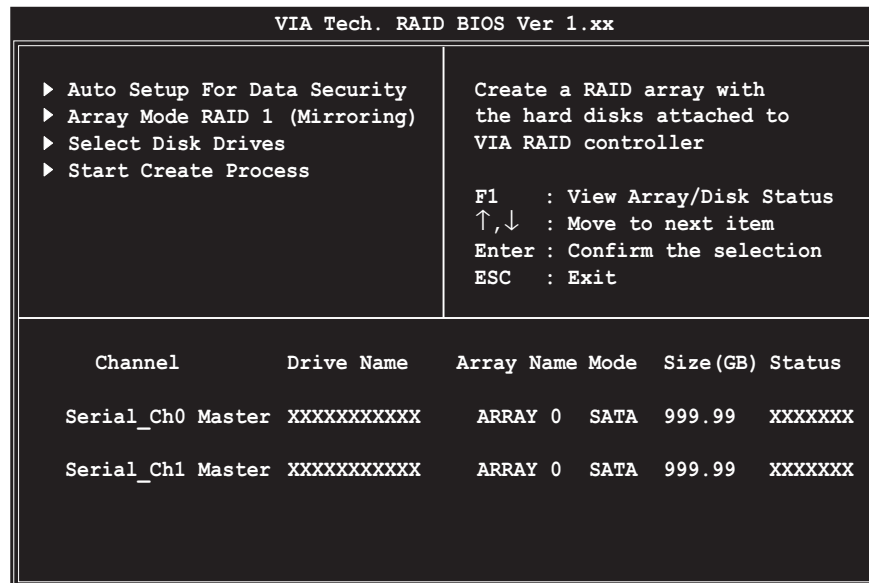 VIA Tech. RAID BIOS Ver 1.xx
Auto Setup For Data Security
Array Mode RAID 1 (Mirroring)
Select Disk Drives
Start Create Process
Create a RAID array with
the hard disks attached to
VIA RAID controller
F1 : View Array/Disk Status
↑,↓ : Move to next item
Enter : Confirm the selection
ESC : Exit
Channel Drive Name Array Name Mode Size(GB) Status
Serial_Ch0 Master XXXXXXXXXXX ARRAY 0 SATA 999.99 XXXXXXX
Serial_Ch1 Master XXXXXXXXXXX ARRAY 0 SATA 999.99 XXXXXXX